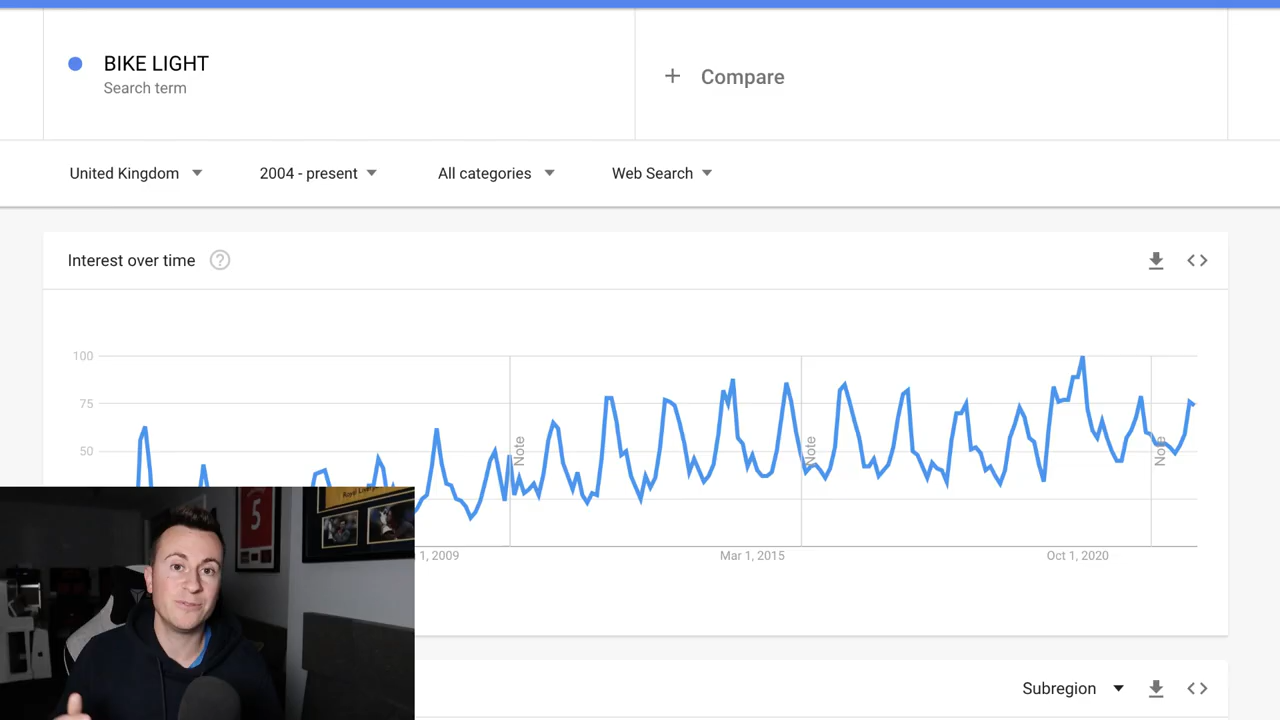 BIKE LIGHT
Search term
+ Compare
United Kingdom
2004 - present
All categories
Web Search
Interest over time ?
100
75
50
Note
Note
Note
1, 2009
Mar 1, 2015
Oct 1, 2020
5
Subregion